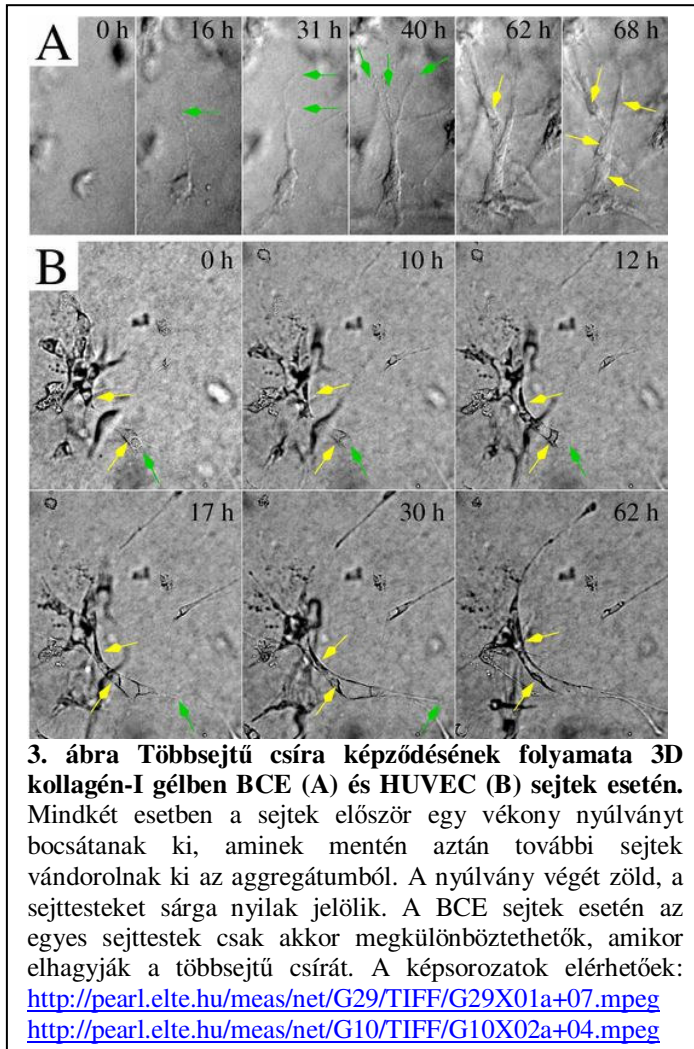 A 0 h 16 h 31 h 40 h 62 h 68 h
B 0 h 10 h 12 h
17 h 30 h 62 h
3. ábra Többsejtű csíra képződésének folyamata 3D
kollagén-I gélben BCE (A) és HUVEC (B) sejtek esetén.
Mindkét esetben a sejtek először egy vékony nyúlványt
bocsátanak ki, aminek mentén aztán további sejtek
vándorolnak ki az aggregátumból. A nyúlvány végét zöld, a
sejttesteket sárga nyilak jelölik. A BCE sejtek esetén az
egyes sejttestek csak akkor megkülönböztethetők, amikor
elhagyják a többsejtű csírát. A képsorozatok elérhetőek:
http://pearl.elte.hu/meas/net/G29/TIFF/G29X01a+07.mpeg
http://pearl.elte.hu/meas/net/G10/TIFF/G10X02a+04.mpeg